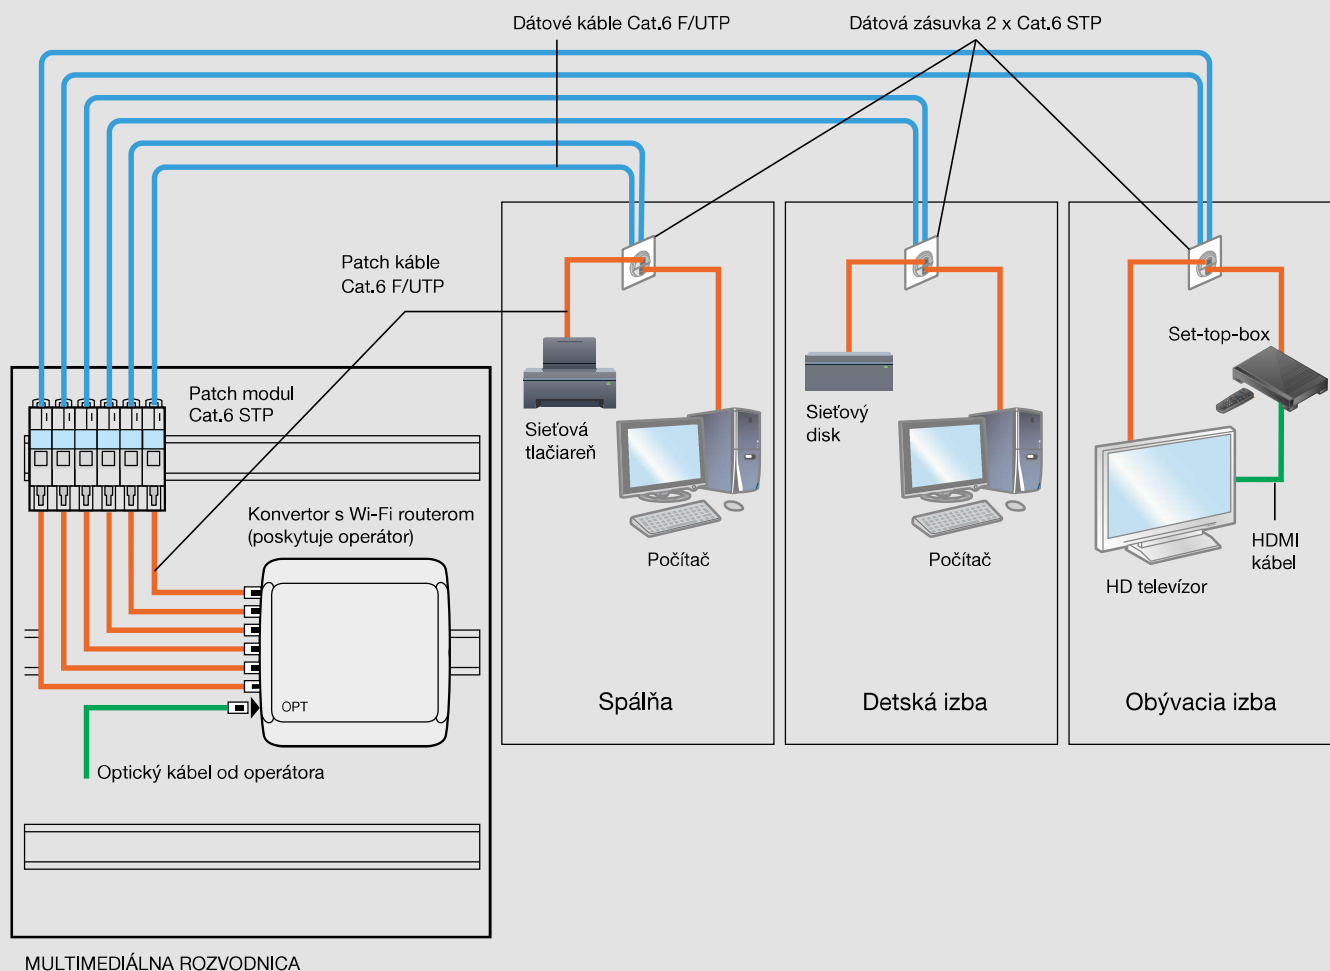 Dátové káble Cat.6 F/UTP
Dátová zásuvka 2 x Cat.6 STP
Patch káble
Cat.6 F/UTP
Patch modul
Cat.6 STP
Konvertor s Wi-Fi routerom
(poskytuje operátor)
OPT
Optický kábel od operátora
Sieťová
tlačiareň
Počítač
Spálňa
Sieťový
disk
Počítač
Detská izba
Set-top-box
HDMI
kábel
HD televízor
Obývacia izba
MULTIMEDIÁLNA ROZVODNICA